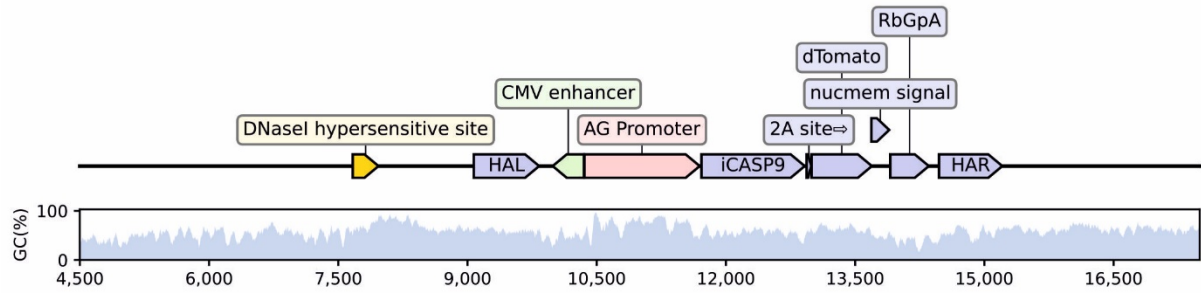 RbGpA
dTomato
CMV enhancer
nucmem signal
DNaseI hypersensitive site
AG Promoter
2A site⇨
HAL
iCASP9
HAR
GC(%)
100
0
4,500 6,000 7,500 9,000 10,500 12,000 13,500 15,000 16,500